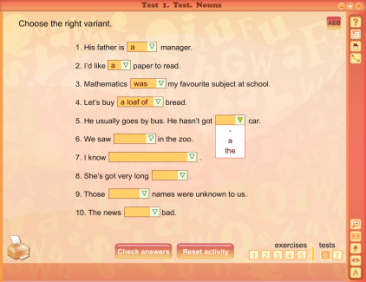 Test 1. Test. Nouns
Choose the right variant.
1. His father is a manager.
2. I'd like a paper to read.
3. Mathematics was my favourite subject at school.
4. Let's buy a loaf of bread.
5. He usually goes by bus. He hasn't got car.
-
a
the
6. We saw in the zoo.
7. I know .
8. She's got very long .
9. Those names were unknown to us.
10. The news bad.
Check answers Reset activity
exercises tests
1 2 3 4 5 6 7